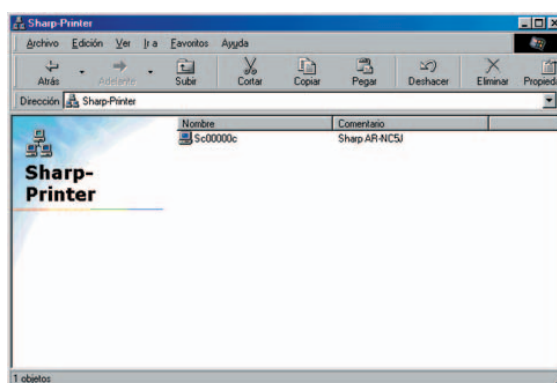 Sharp-Printer
Archivo Edición Ver Ir a Favoritos Ayuda
Atrás Adelante Subir Cortar Copiar Pegar Deshacer Eliminar Propieda
Dirección Sharp-Printer
Nombre Comentario
Sc00000c Sharp AR-NC5J
Sharp-
Printer
1 objetos